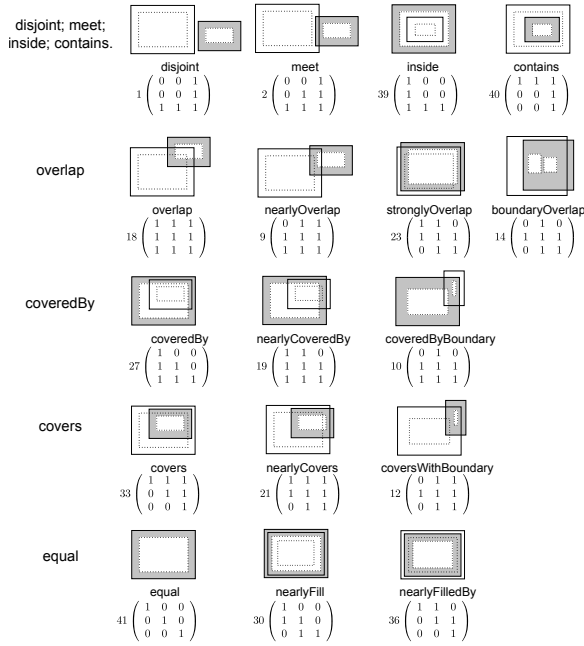 disjoint; meet;
inside; contains.
disjoint meet inside contains
0 0 1 0 0 1 1 0 0 1 1 1
1 0 0 1 2 0 1 1 39 1 0 0 40 0 0 1
1 1 1 1 1 1 1 1 1 0 0 1
overlap
overlap nearlyOverlap stronglyOverlap boundaryOverlap
1 1 1 0 1 1 1 1 1 0 1 0
18 1 1 1 9 1 1 1 23 1 1 1 14 1 1 1
1 1 1 1 1 1 0 1 1 0 1 1
coveredBy
coveredBy nearlyCoveredBy coveredByBoundary
1 0 0 1 0 0 0 1 0
27 1 1 0 19 1 1 1 10 1 1 1
1 1 1 1 1 1 1 1 1
covers
covers nearlyCovers coversWithBoundary
1 1 1 1 1 1 0 1 1
33 0 1 1 21 1 1 1 12 1 1 1
0 0 1 0 0 1 0 1 1
equal
equal nearlyFill nearlyFilledBy
1 0 0 1 0 0 1 1 0
41 0 1 0 30 1 1 0 36 0 1 1
0 0 1 0 1 1 0 0 1